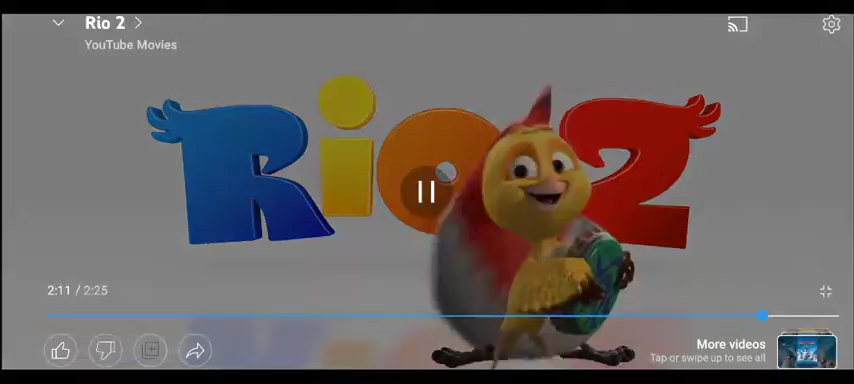 Rio 2
YouTube Movies
Rio 2
2:11 / 2:25
More videos
Tap or swipe up to see all